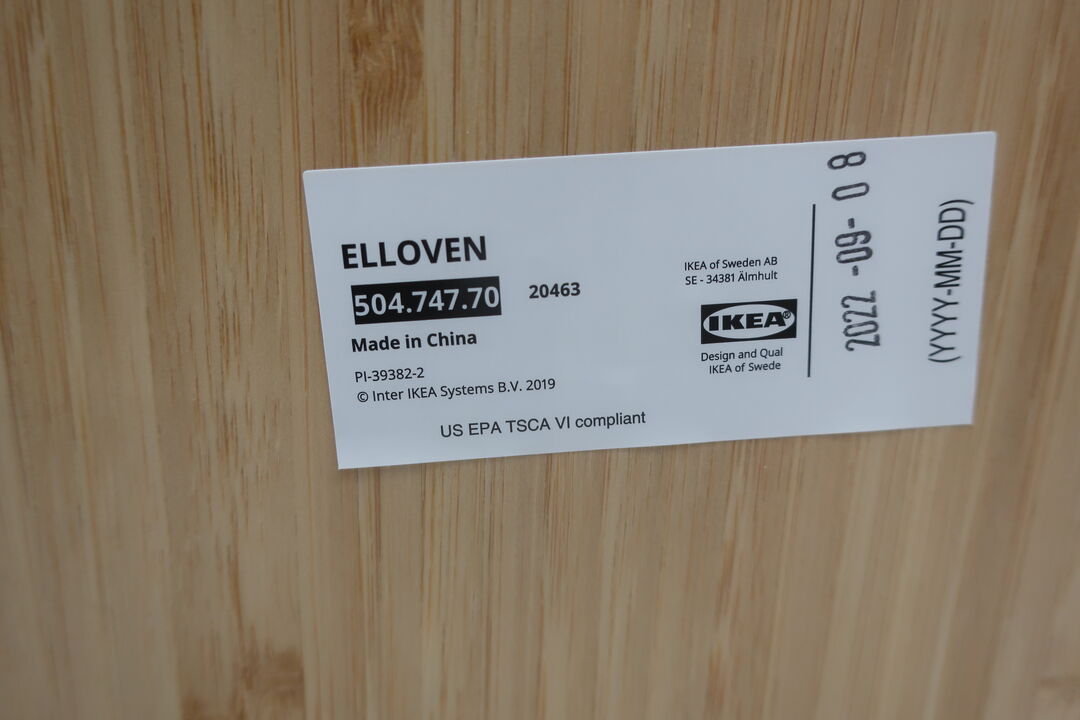 ELLOVEN
504.747.70 20463
Made in China
PI-39382-2
© Inter IKEA Systems B.V. 2019
US EPA TSCA VI compliant
IKEA of Sweden AB
SE - 34381 Älmhult
IKEA®
Design and Qual
IKEA of Swede
2022 -09- 0 8
(YYYY-MM-DD)